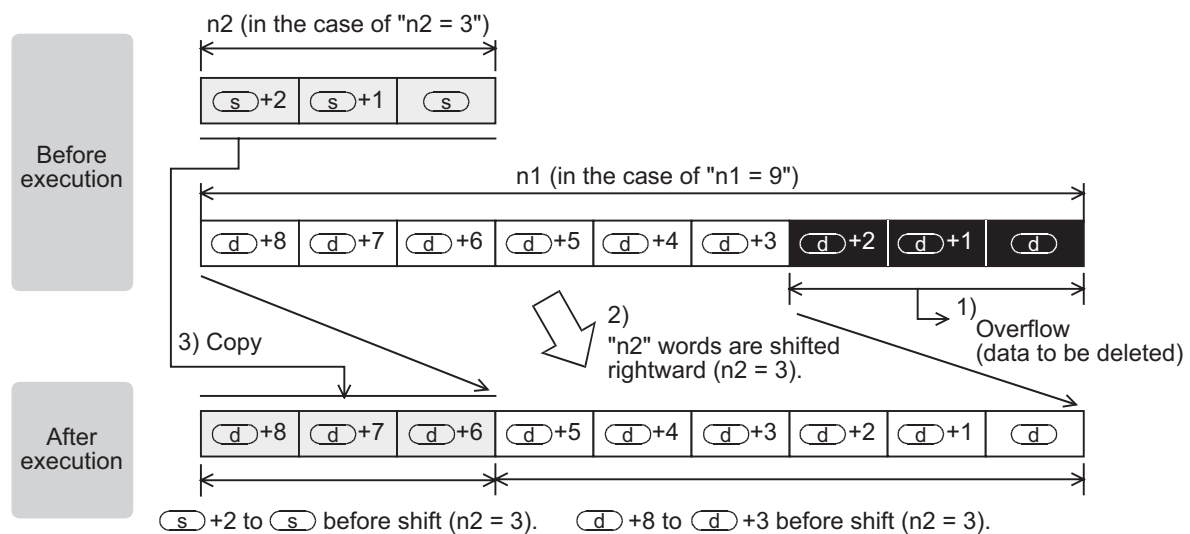 n2 (in the case of "n2 = 3")
s +2 s +1 s
Before
execution
n1 (in the case of "n1 = 9")
d +8 d +7 d +6 d +5 d +4 d +3 d +2 d +1 d
1)
Overflow
(data to be deleted)
2)
"n2" words are shifted
rightward (n2 = 3).
3) Copy
After
execution
d +8 d +7 d +6 d +5 d +4 d +3 d +2 d +1 d
s +2 to s before shift (n2 = 3). d +8 to d +3 before shift (n2 = 3).